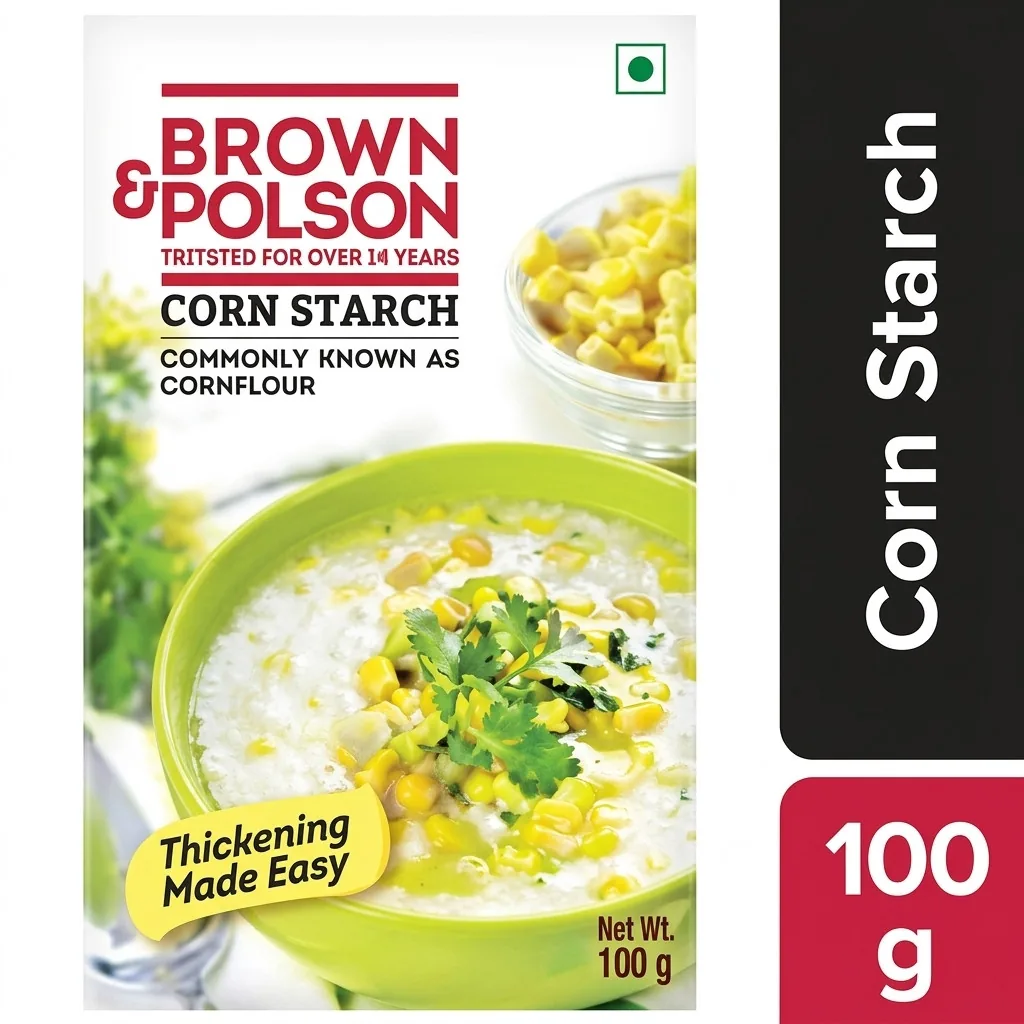 BROWN
& POLSON
TRITSTED FOR OVER YEARS
CORN STARCH
COMMONLY KNOWN AS
CORNFLOUR
Thickening
Made Easy
Net Wt.
100 g
Corn Starch
100
g